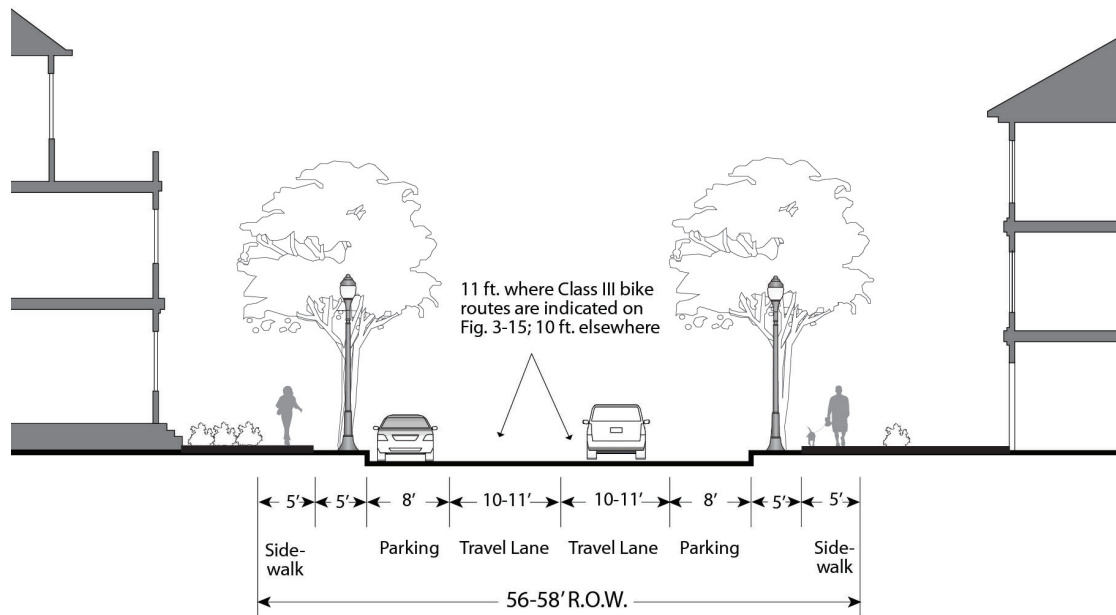 11 ft. where Class III bike
routes are indicated on
Fig. 3-15; 10 ft. elsewhere
5’ 5’ 8’ 10-11’ 10-11’ 8’ 5’ 5’
Side-
walk
Parking Travel Lane Travel Lane Parking
Side-
walk
56-58’ R.O.W.